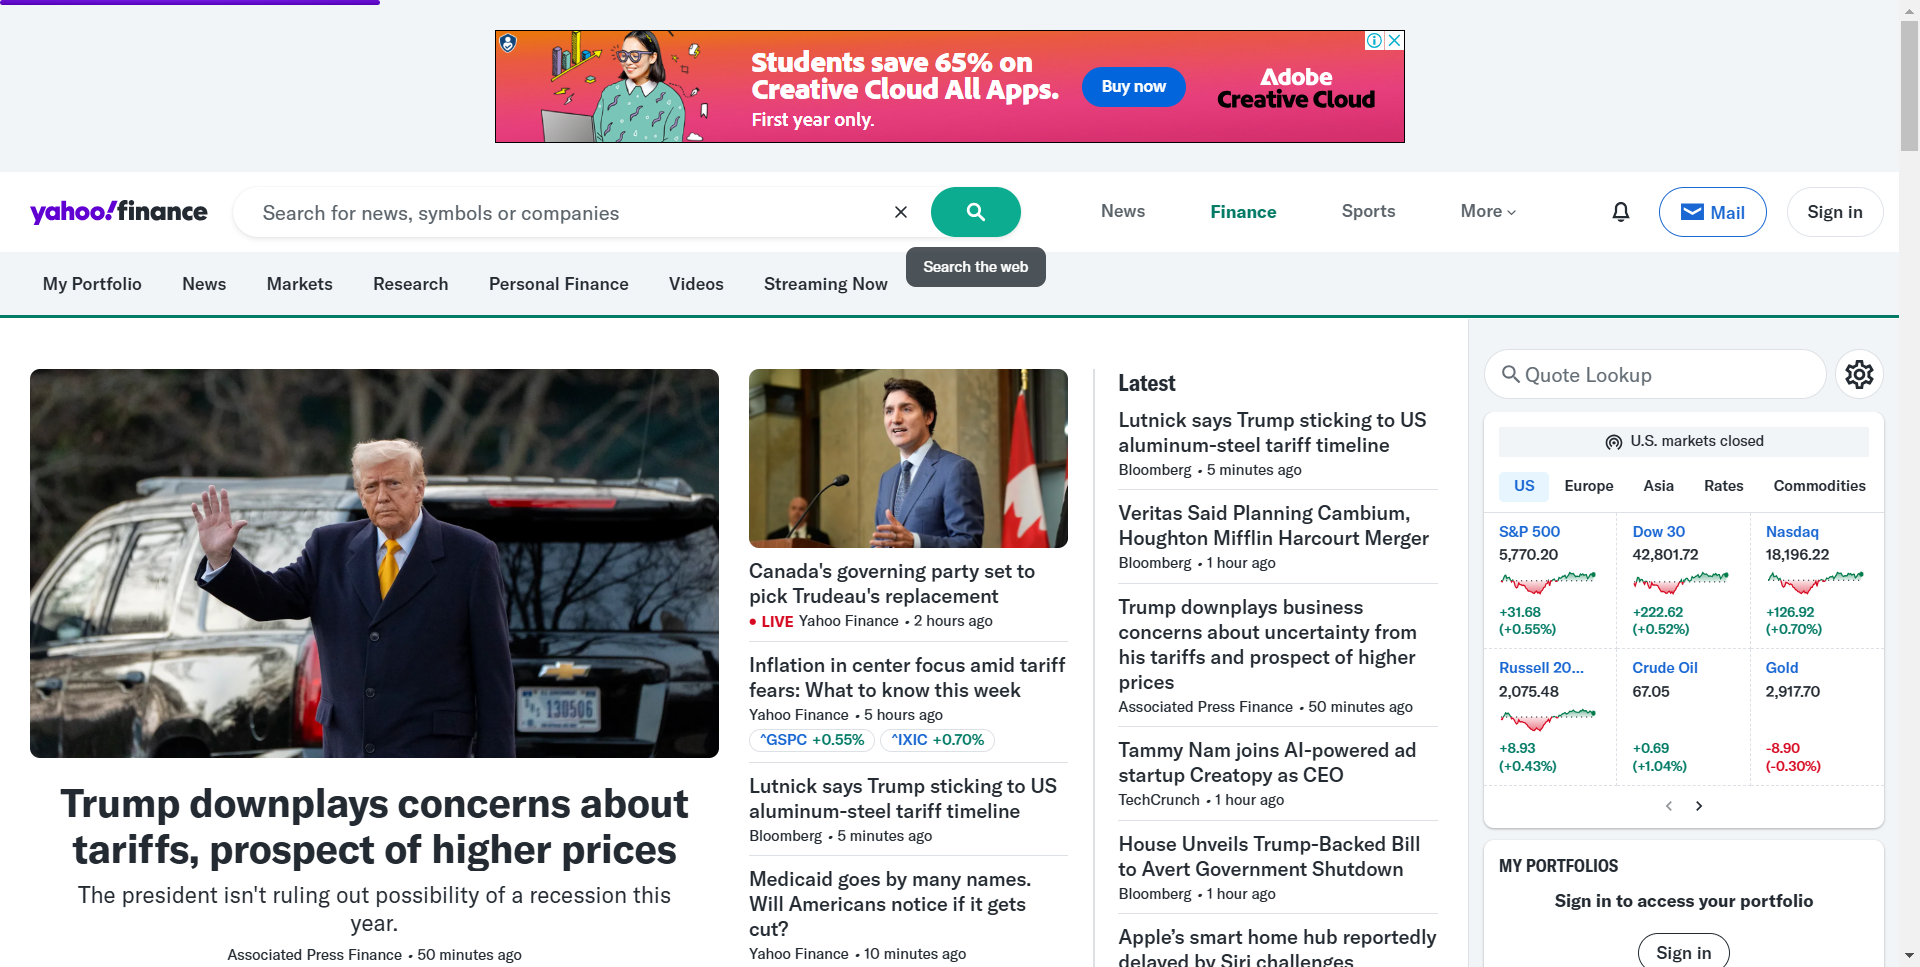 Students save 65% on
Creative Cloud All Apps.
First year only.
Buy now
Adobe
Creative Cloud
yahoo!finance
Search for news, symbols or companies
News
Finance
Sports
More
Mail
Sign in
Search the web
My Portfolio
News
Markets
Research
Personal Finance
Videos
Streaming Now
130506
Trump downplays concerns about
tariffs, prospect of higher prices
The president isn't ruling out possibility of a recession this
year.
Associated Press Finance • 50 minutes ago
Canada's governing party set to
pick Trudeau's replacement
• LIVE Yahoo Finance • 2 hours ago
Inflation in center focus amid tariff
fears: What to know this week
Yahoo Finance • 5 hours ago
^GSPC +0.55% ^IXIC +0.70%
Lutnick says Trump sticking to US
aluminum-steel tariff timeline
Bloomberg • 5 minutes ago
Medicaid goes by many names.
Will Americans notice if it gets
cut?
Yahoo Finance • 10 minutes ago
Latest
Lutnick says Trump sticking to US
aluminum-steel tariff timeline
Bloomberg • 5 minutes ago
Veritas Said Planning Cambium,
Houghton Mifflin Harcourt Merger
Bloomberg • 1 hour ago
Trump downplays business
concerns about uncertainty from
his tariffs and prospect of higher
prices
Associated Press Finance • 50 minutes ago
Tammy Nam joins AI-powered ad
startup Creatopy as CEO
TechCrunch • 1 hour ago
House Unveils Trump-Backed Bill
to Avert Government Shutdown
Bloomberg • 1 hour ago
Apple’s smart home hub reportedly
delayed by Siri challenges
Quote Lookup
U.S. markets closed
US
Europe
Asia
Rates
Commodities
S&P 500
5,770.20
+31.68
(+0.55%)
Dow 30
42,801.72
+222.62
(+0.52%)
Nasdaq
18,196.22
+126.92
(+0.70%)
Russell 20...
2,075.48
+8.93
(+0.43%)
Crude Oil
67.05
+0.69
(+1.04%)
Gold
2,917.70
-8.90
(-0.30%)
MY PORTFOLIOS
Sign in to access your portfolio
Sign in